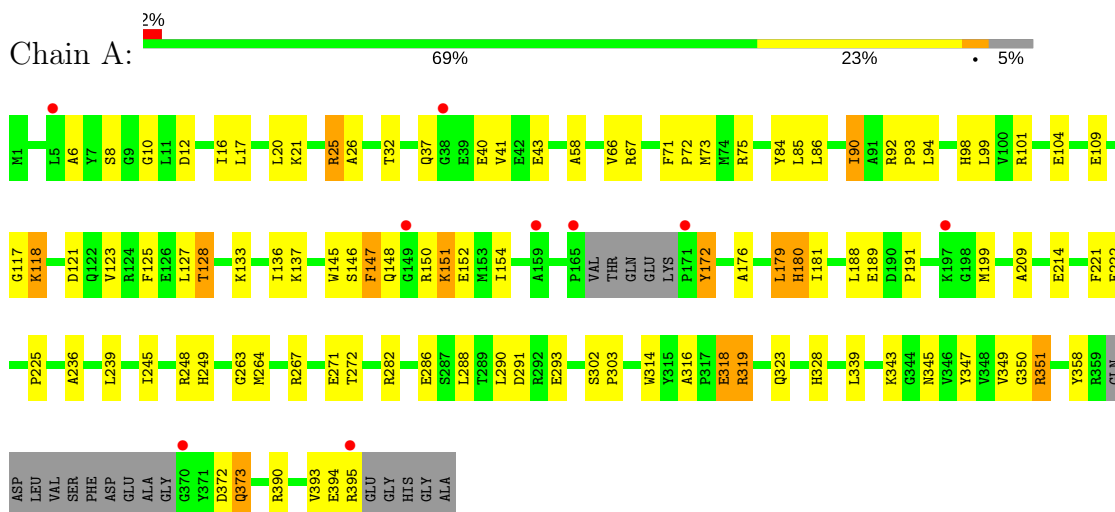 2%
Chain A:
69% 23% • 5%
M1 L5 A6 Y7 S8 G9 G10 L11 D12 I16 L17 L20 K21 R25 A26 T32 Q37 G38 E39 E40 V41 E42 E43 A58 V66 R67 F71 P72 M73 M74 R75 Y84 L85 L86 I90 A91 R92 P93 L94 H98 L99 V100 R101 E104 E109
G117 K118 D121 Q122 V123 R124 F125 E126 L127 T128 K133 I136 K137 W145 S146 F147 Q148 G149 R150 K151 E152 M153 I154 A159 P165 VAL THR GLN GLU LYS P171 Y172 A176 L179 H180 I181 L188 E189 D190 P191 K197 G198 M199 A209 E214 F221
P225 A236 L239 I245 R248 H249 G263 M264 R267 E271 T272 R282 E286 S287 L288 T289 L290 D291 R292 E293 S302 P303 W314 Y315 A316 P317 E318 R319 Q323 H328 L339 K343 G344 N345 V346 Y347 V348 V349 G350 R351 Y358 R359 GLN
ASP LEU VAL SER PHE ASP GLU ALA GLY G370 Y371 D372 Q373 R390 V393 E394 R395 GLU GLY HIS GLY ALA